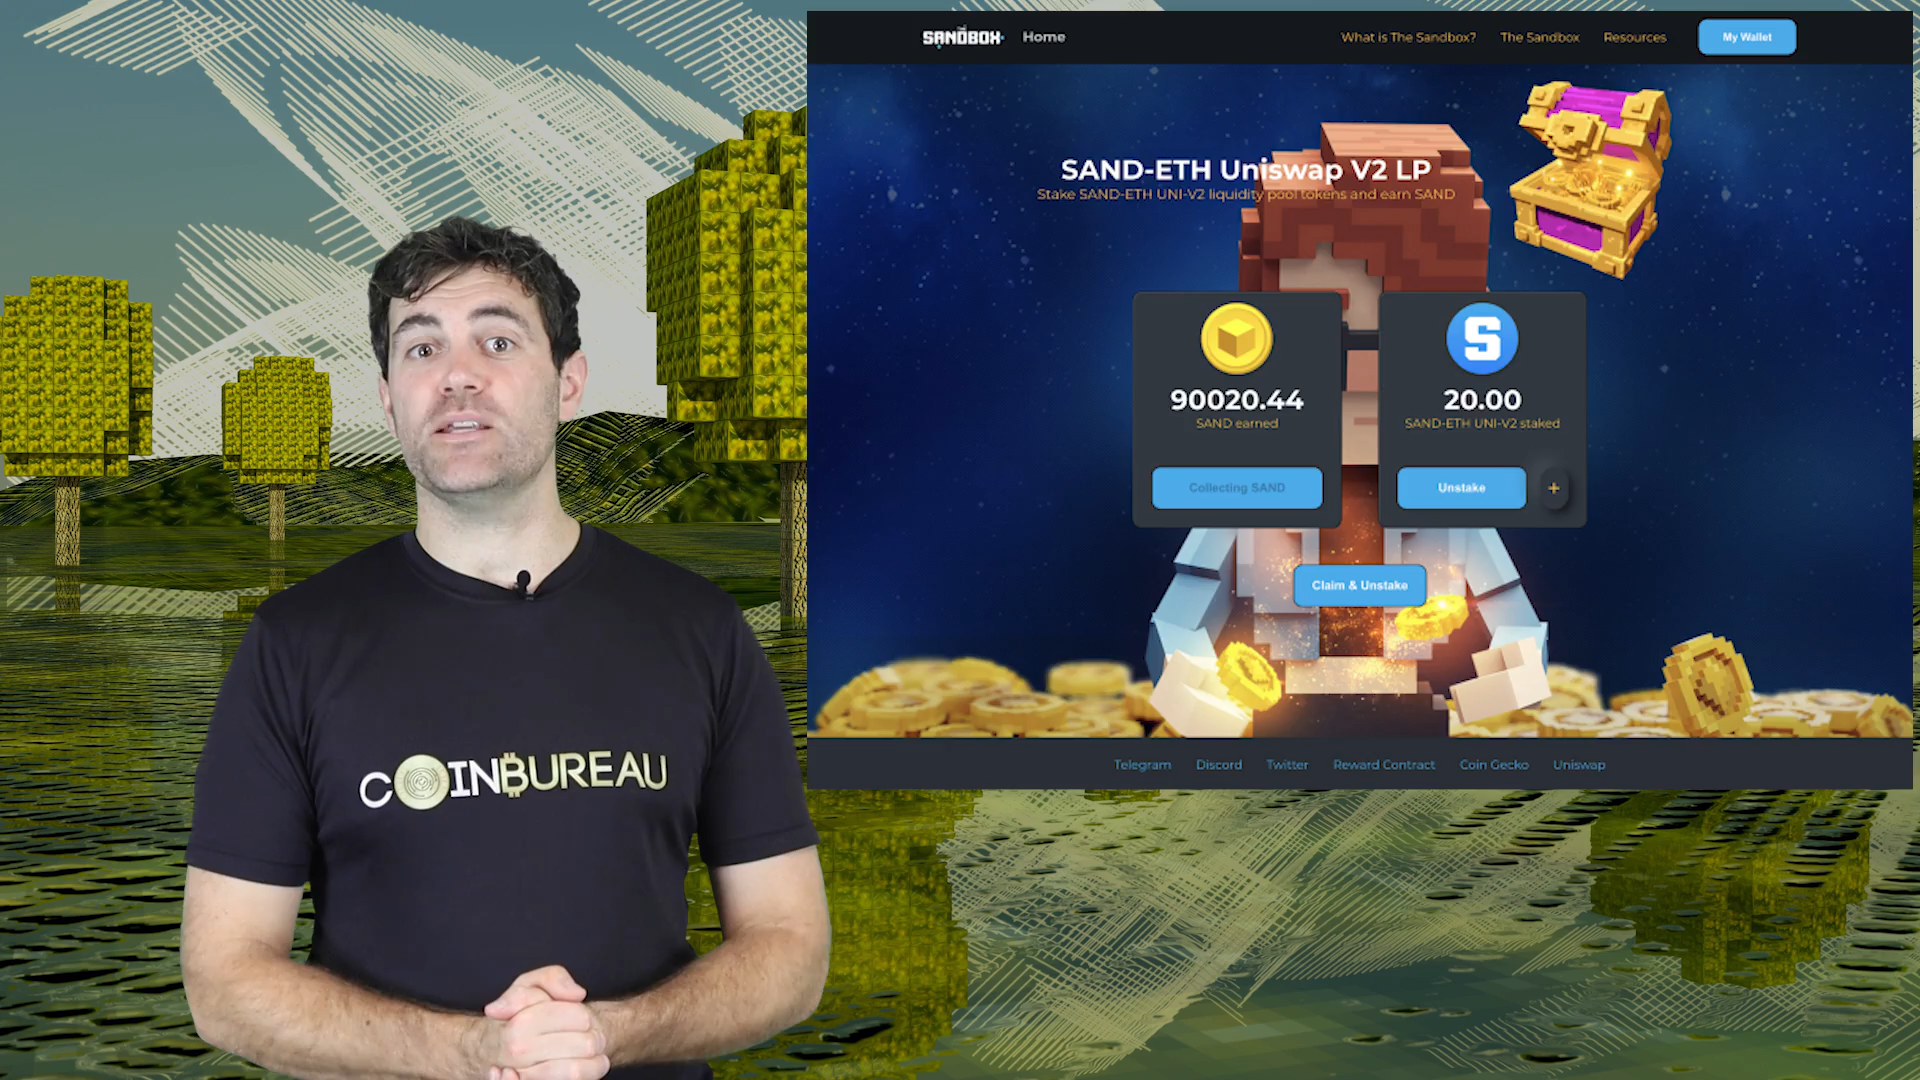 THE SANDBOX Home What is The Sandbox? The Sandbox Resources My Wallet
SAND-ETH Uniswap V2 LP
Stake SAND-ETH UNI-V2 liquidity pool tokens and earn SAND
S
90020.44
SAND earned
Collecting SAND
20.00
SAND-ETH UNI-V2 staked
Unstake +
Claim & Unstake
Telegram Discord Twitter Reward Contract Coin Gecko Uniswap
COINBUREAU